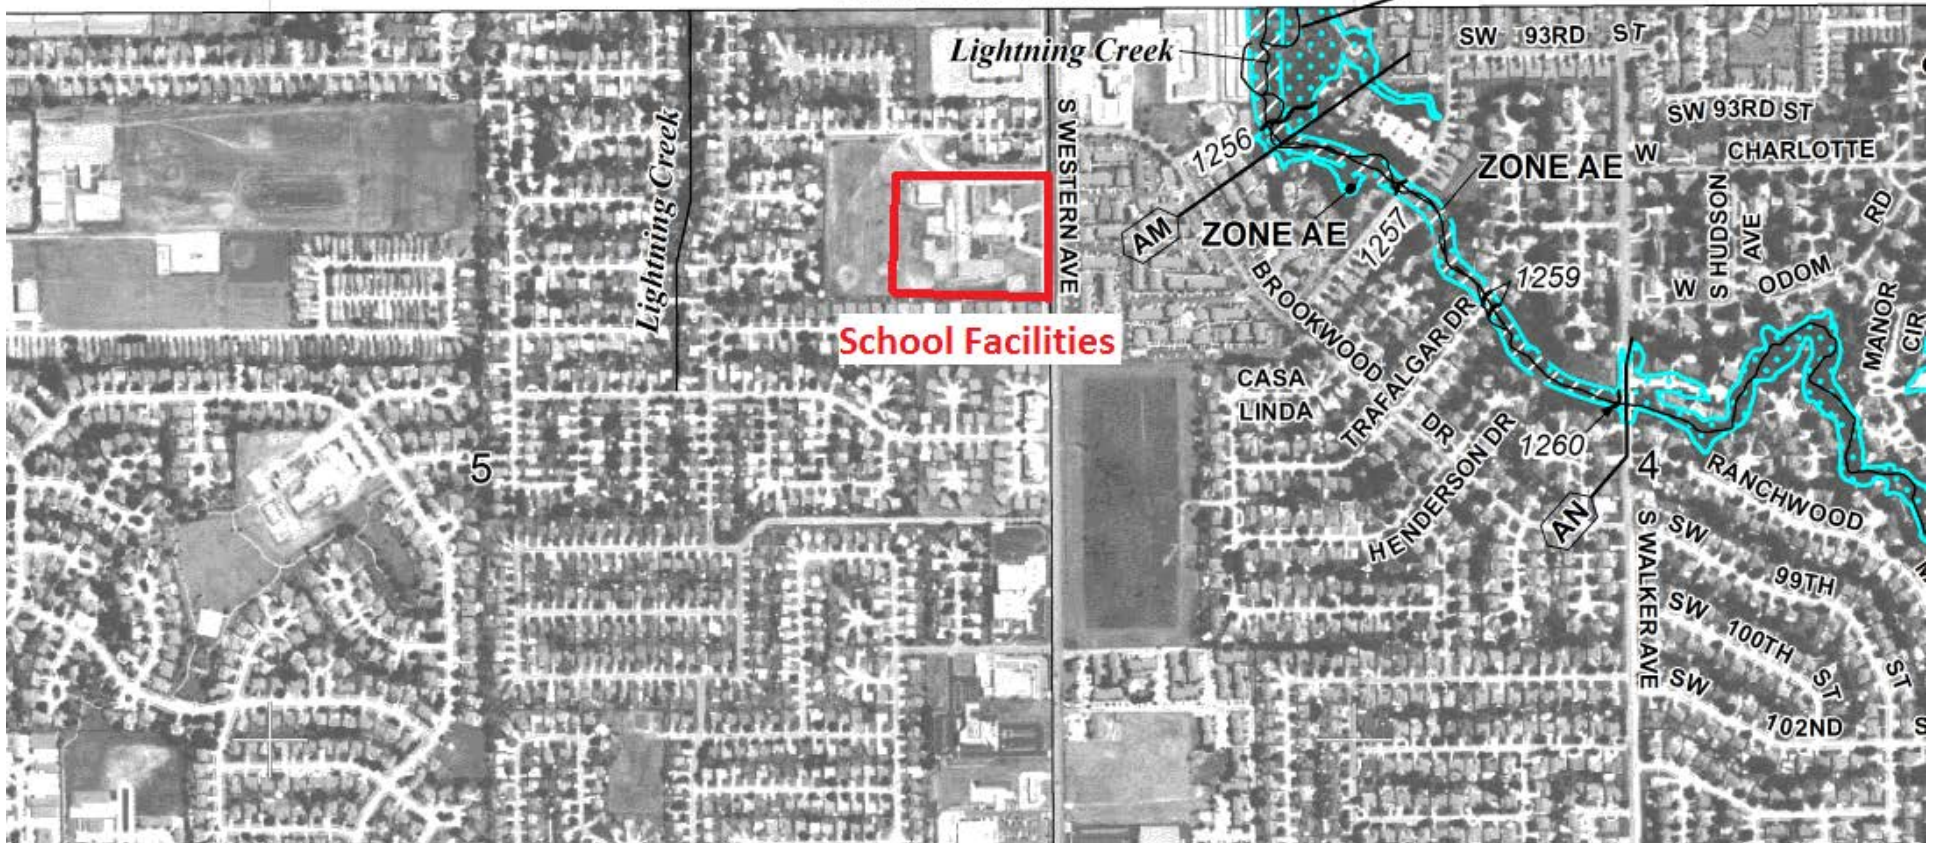 Lightning Creek
SW 93RD ST
SW 93RD ST
W CHARLOTTE
Lightning Creek
S WESTERN AVE
1256
ZONE AE
AM
ZONE AE
1257
S HUDSON
AVE
RD
W ODOM
1259
MANOR
CIR
School Facilities
BROOKWOOD
DR
TRAFALGAR DR
CASA
LINDA
HENDERSON DR
1260
5
4
AN
RANCHWOOD
S WALKER AVE
SW 99TH ST
SW 100TH ST
SW 102ND S